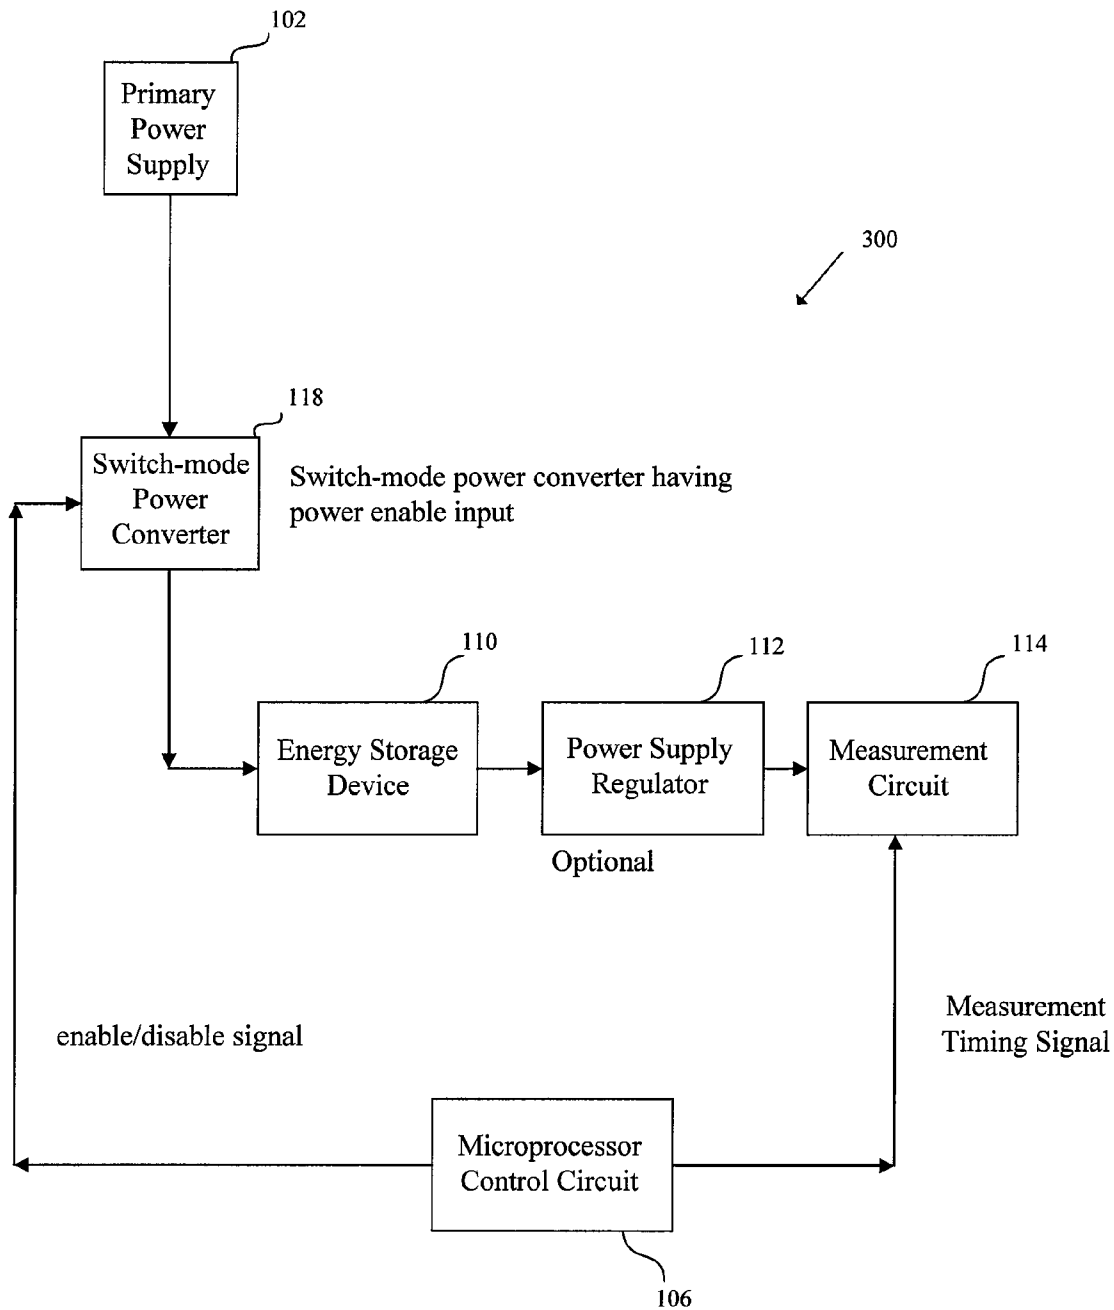 102
Primary
Power
Supply
300
118
Switch-mode
Power
Converter
Switch-mode power converter having
power enable input
110
112
114
Energy Storage
Device
Power Supply
Regulator
Measurement
Circuit
Optional
enable/disable signal
Measurement
Timing Signal
Microprocessor
Control Circuit
106